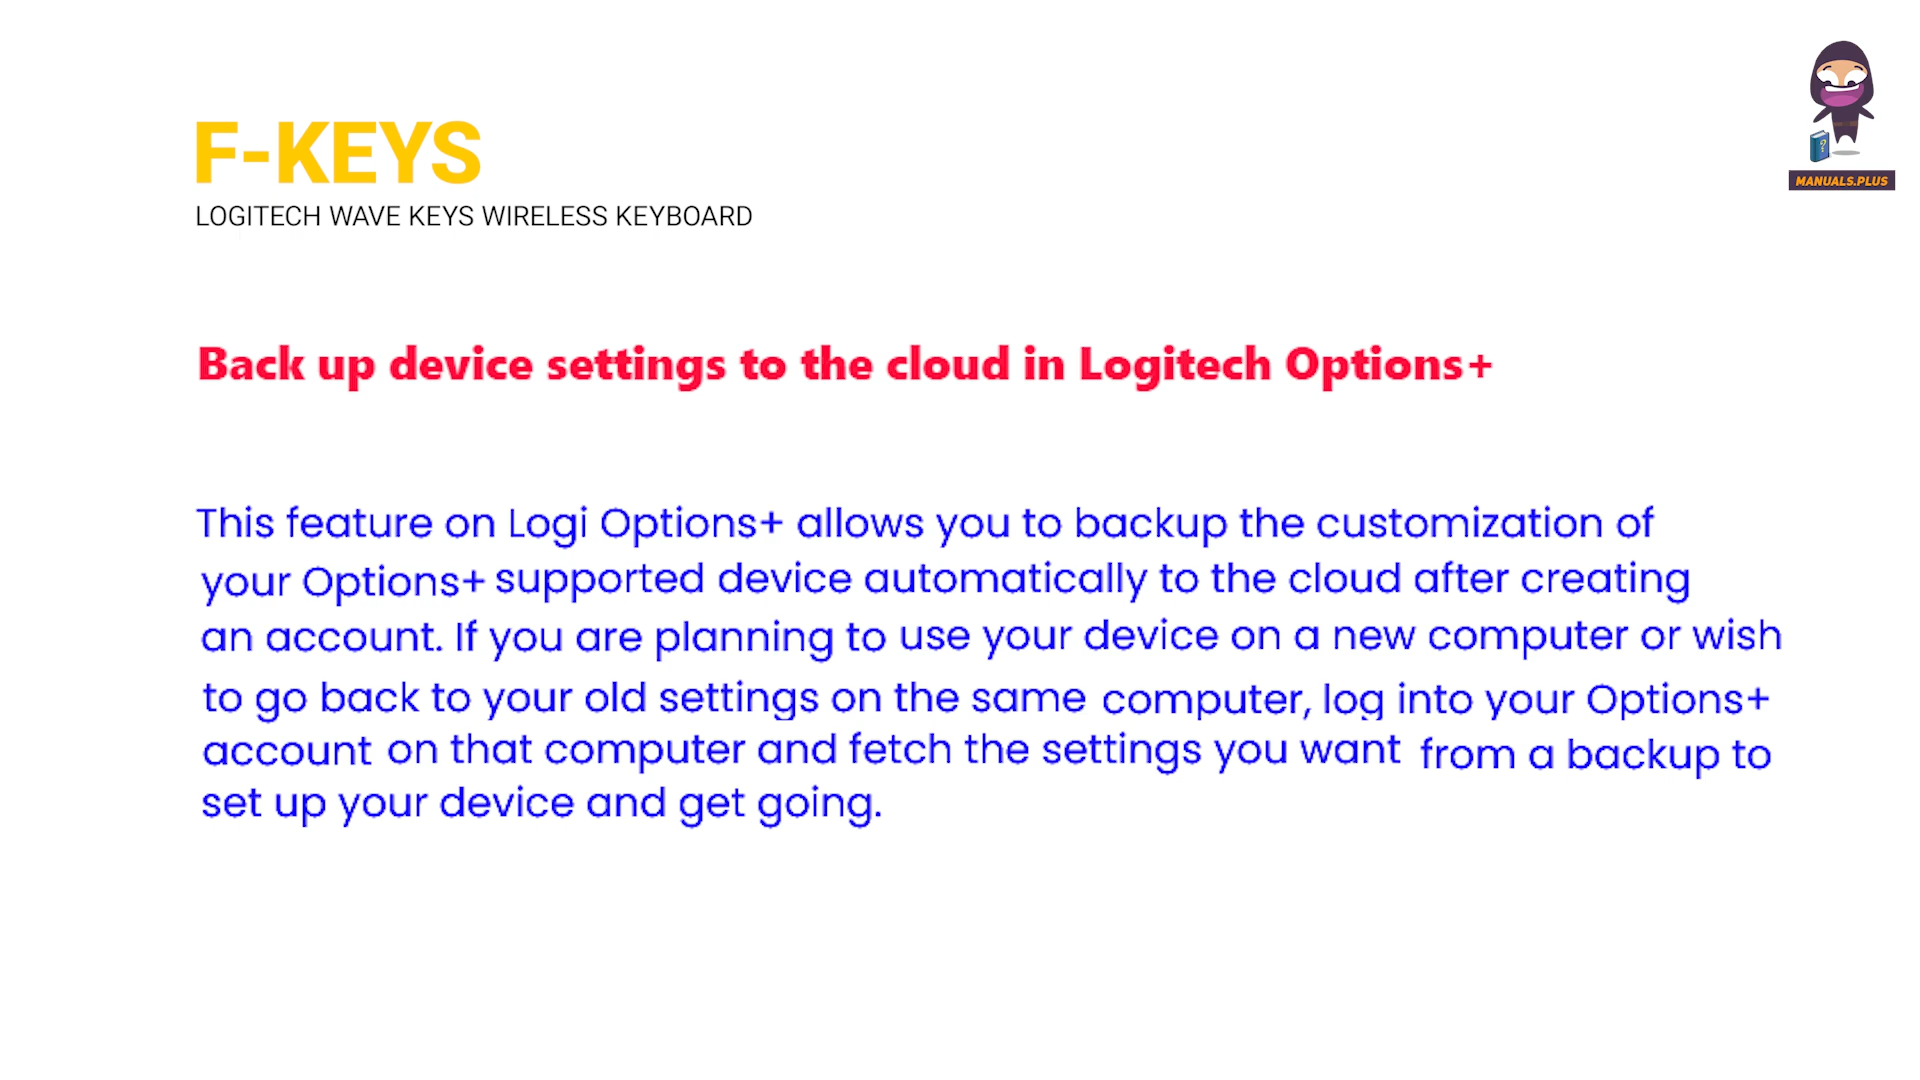 F-KEYS
LOGITECH WAVE KEYS WIRELESS KEYBOARD
MANUALS.PLUS
Back up device settings to the cloud in Logitech Options+
This feature on Logi Options+ allows you to backup the customization of
your Options+ supported device automatically to the cloud after creating
an account. If you are planning to use your device on a new computer or wish
to go back to your old settings on the same computer, log into your Options+
account on that computer and fetch the settings you want from a backup to
set up your device and get going.